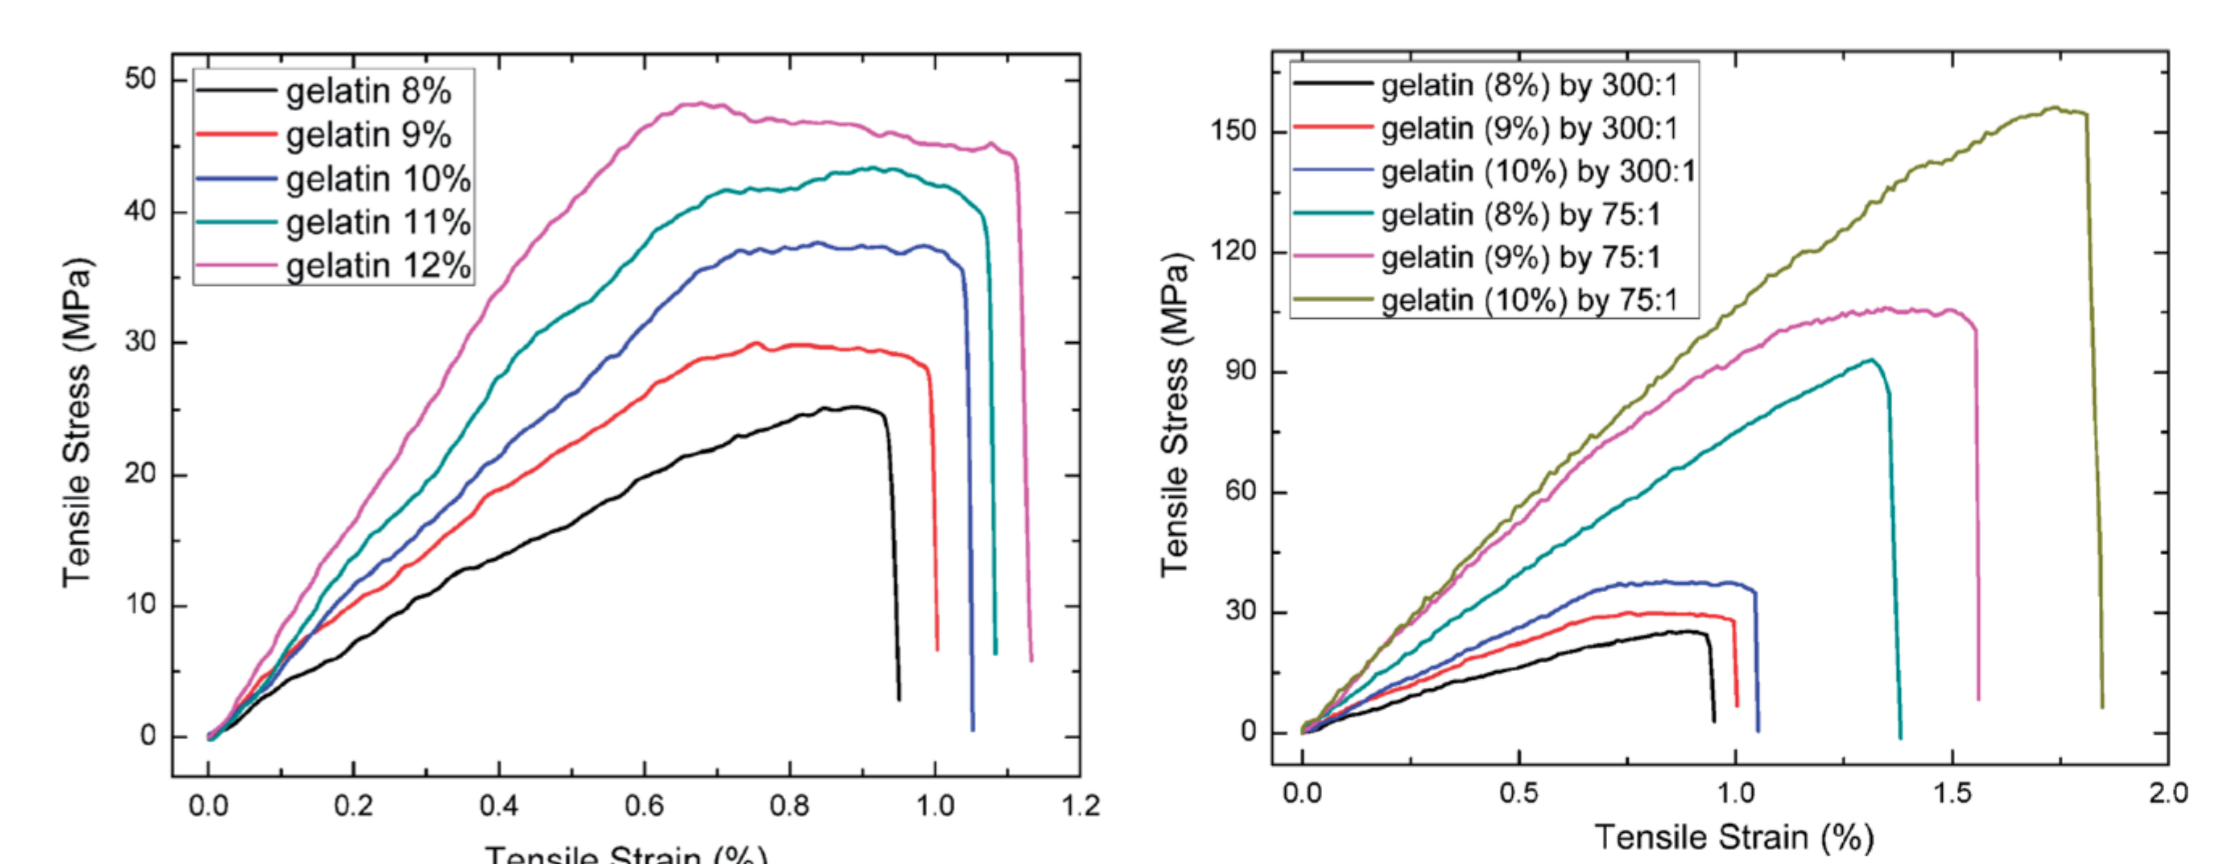 50
40
30
20
10
0
Tensile Stress (MPa)
gelatin 8%
gelatin 9%
gelatin 10%
gelatin 11%
gelatin 12%
0.0 0.2 0.4 0.6 0.8 1.0 1.2
Tensile Strain (%)
150
120
90
60
30
0
Tensile Stress (MPa)
gelatin (8%) by 300:1
gelatin (9%) by 300:1
gelatin (10%) by 300:1
gelatin (8%) by 75:1
gelatin (9%) by 75:1
gelatin (10%) by 75:1
0.0 0.5 1.0 1.5 2.0
Tensile Strain (%)